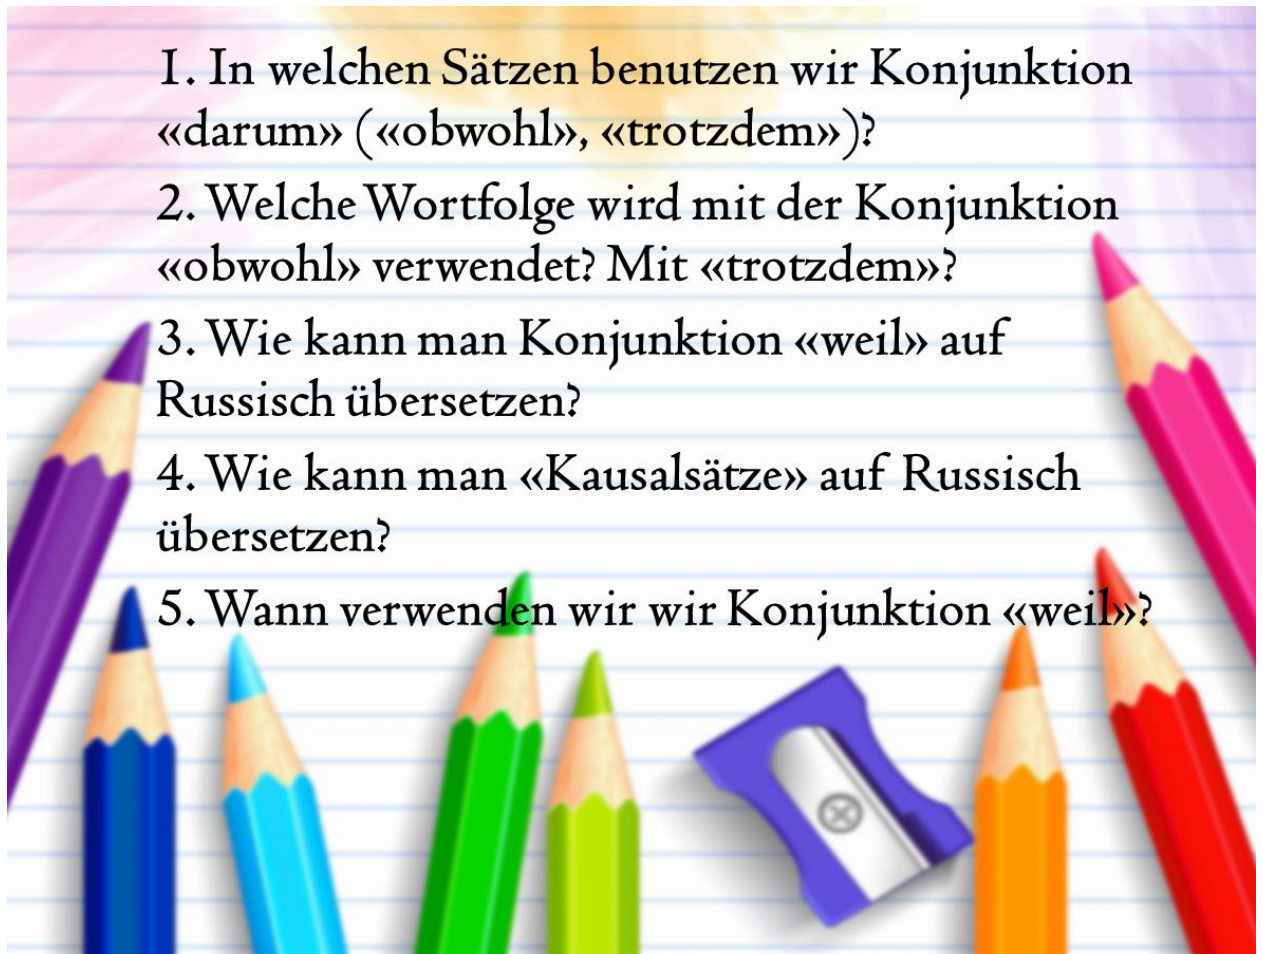 1. In welchen Sätzen benutzen wir Konjunktion
«darum» («obwohl», «trotzdem»)?
2. Welche Wortfolge wird mit der Konjunktion
«obwohl» verwendet? Mit «trotzdem»?
3. Wie kann man Konjunktion «weil» auf
Russisch übersetzen?
4. Wie kann man «Kausalsätze» auf Russisch
übersetzen?
5. Wann verwenden wir wir Konjunktion «weil»?